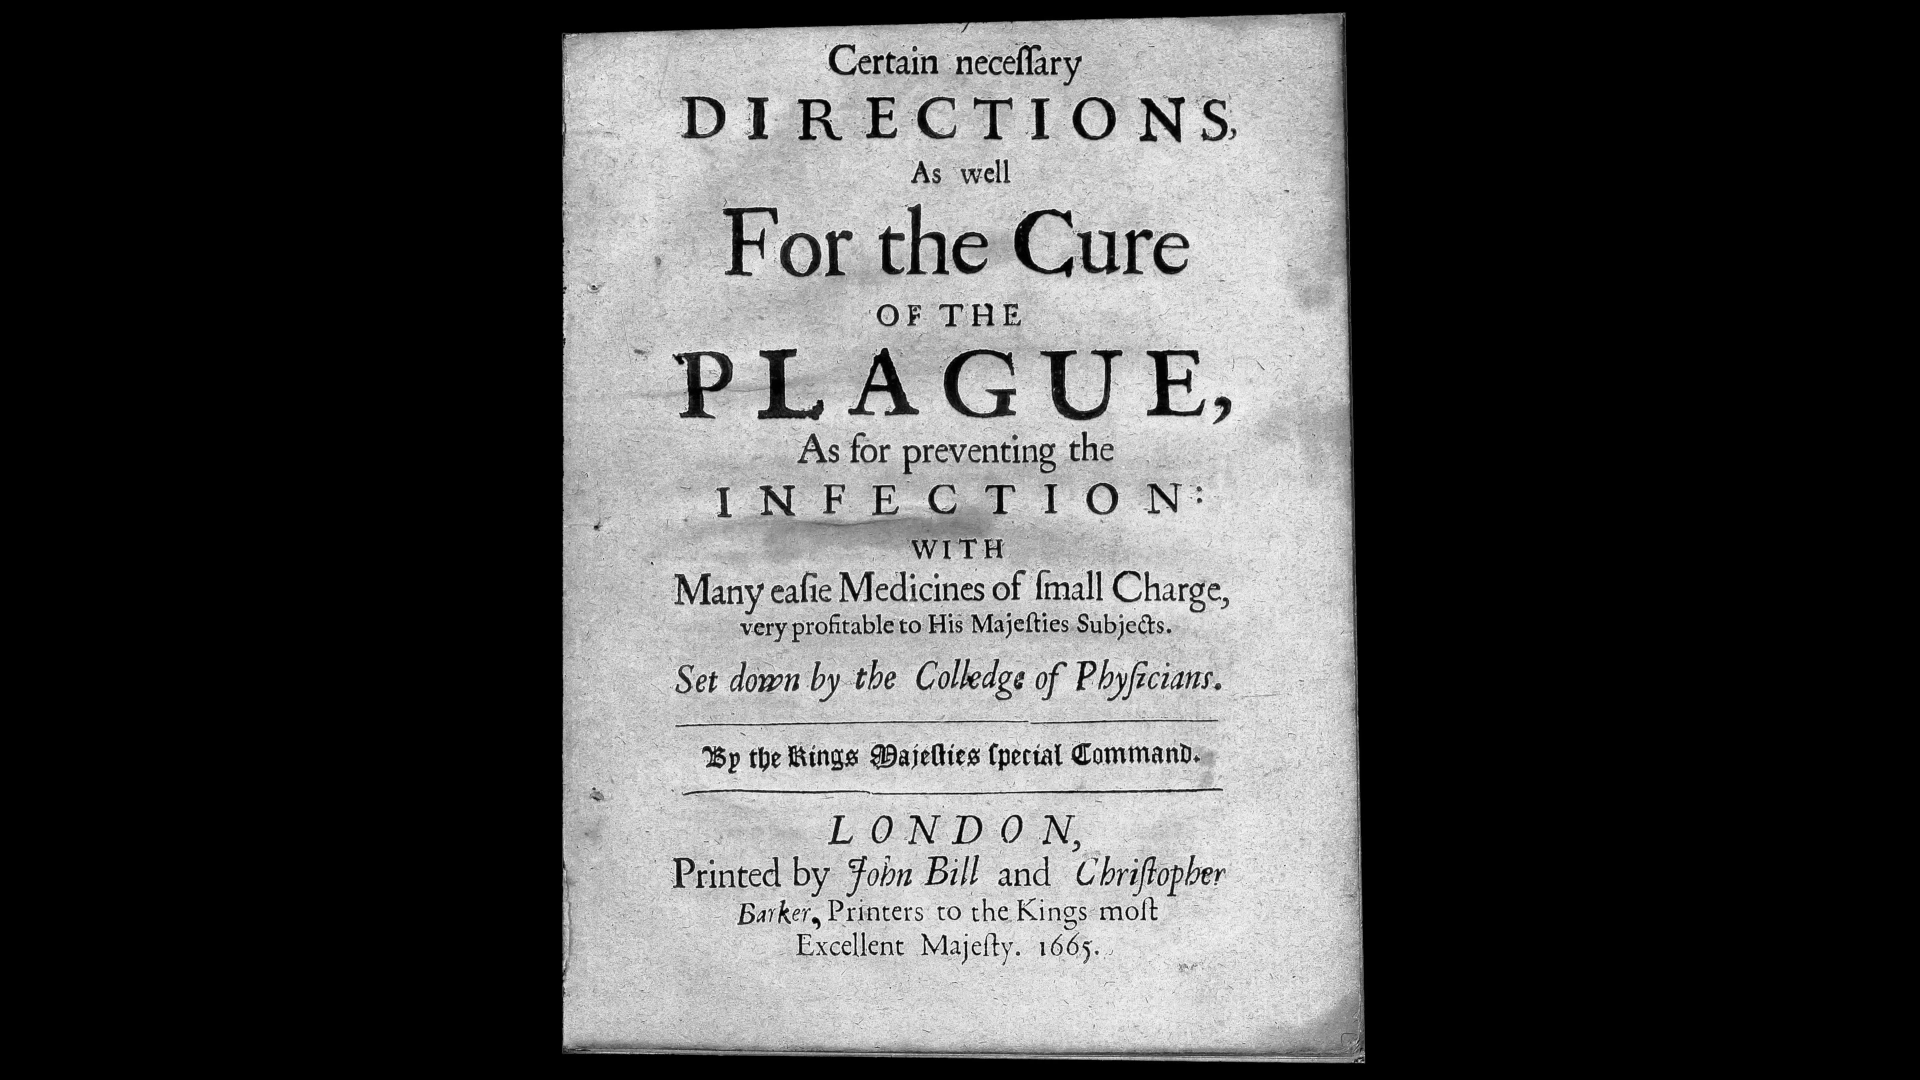 Certain neceſſary
DIRECTIONS,
As well
For the Cure
OF THE
PLAGUE,
As for preventing the
INFECTION:
WITH
Many eaſie Medicines of ſmall Charge,
very profitable to His Majeſties Subjects.
Set down by the Colledge of Phyſicians.
By the Kings Majeſties ſpecial Command.
LONDON,
Printed by John Bill and Chriſtopher
Barker, Printers to the Kings moſt
Excellent Majeſty. 1665.